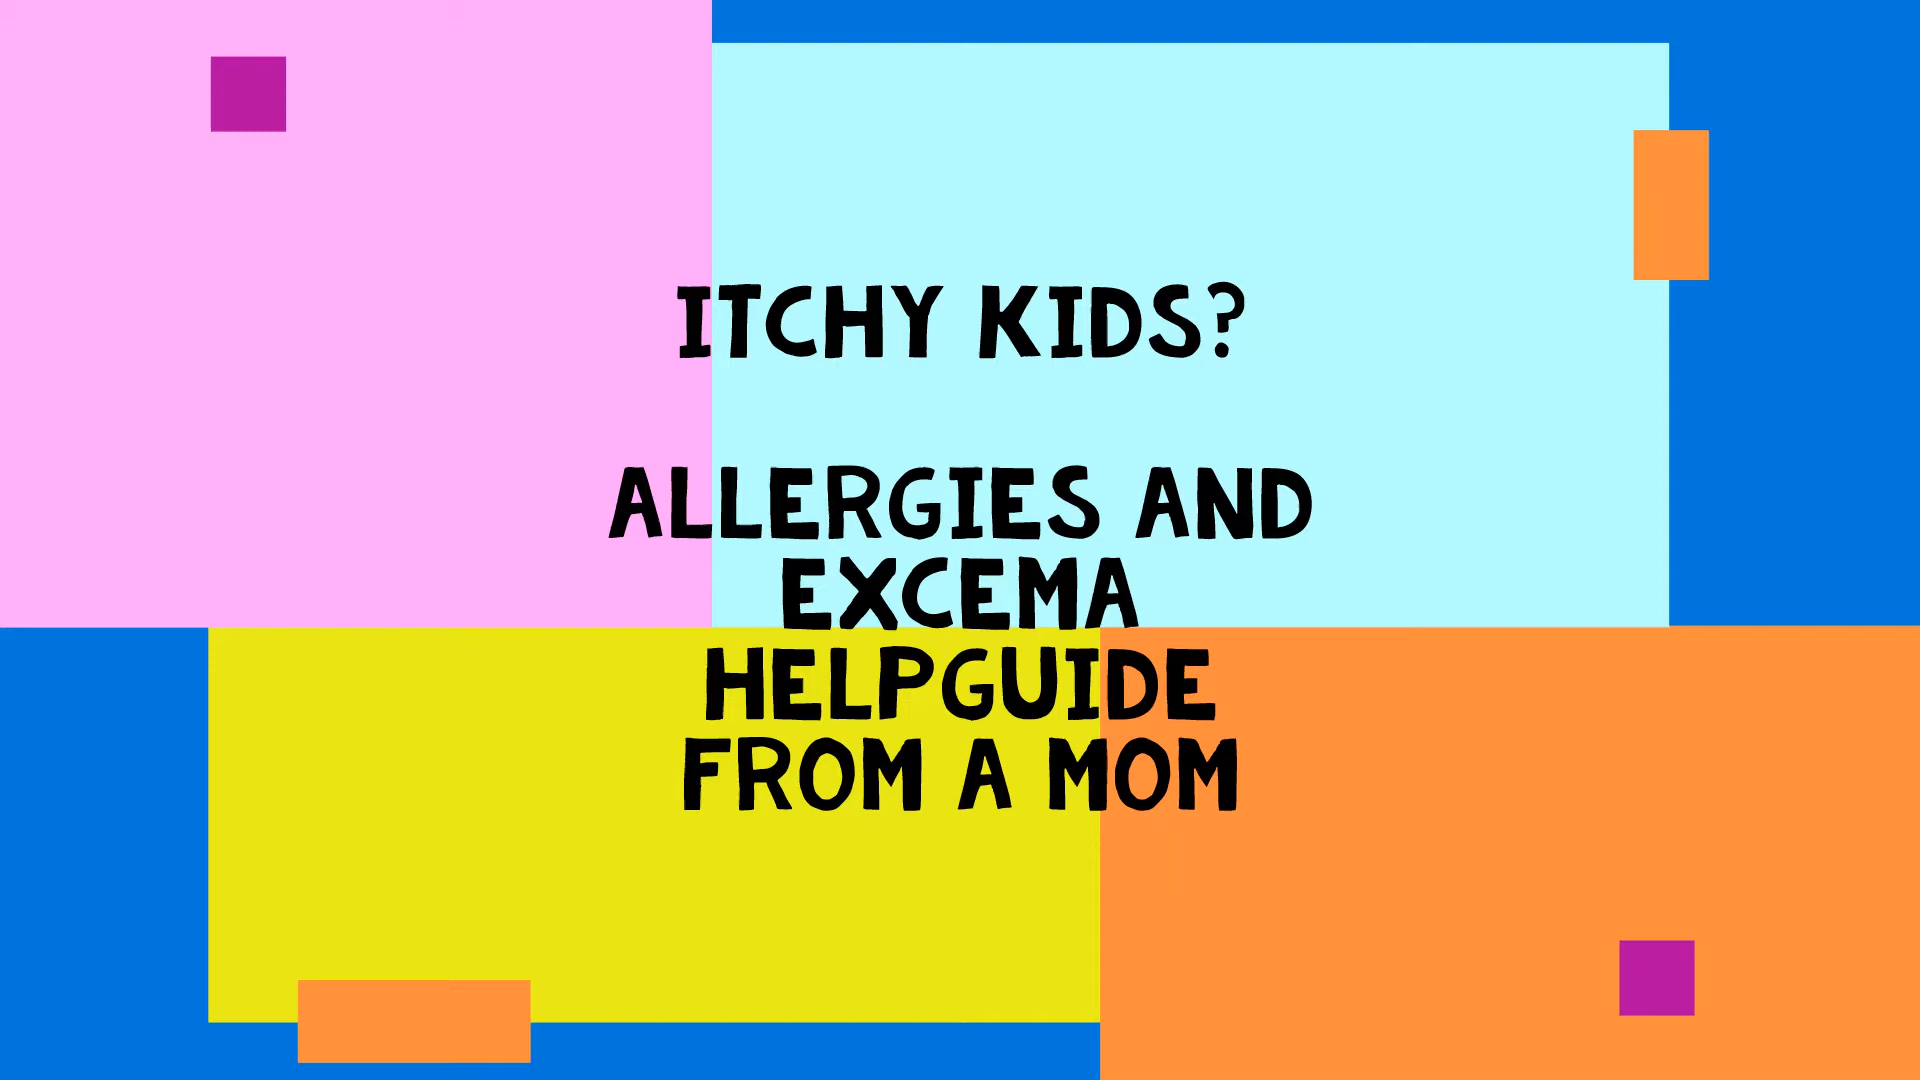 ITCHY KIDS?
ALLERGIES AND
EXCEMA
HELPGUIDE
FROM A MOM